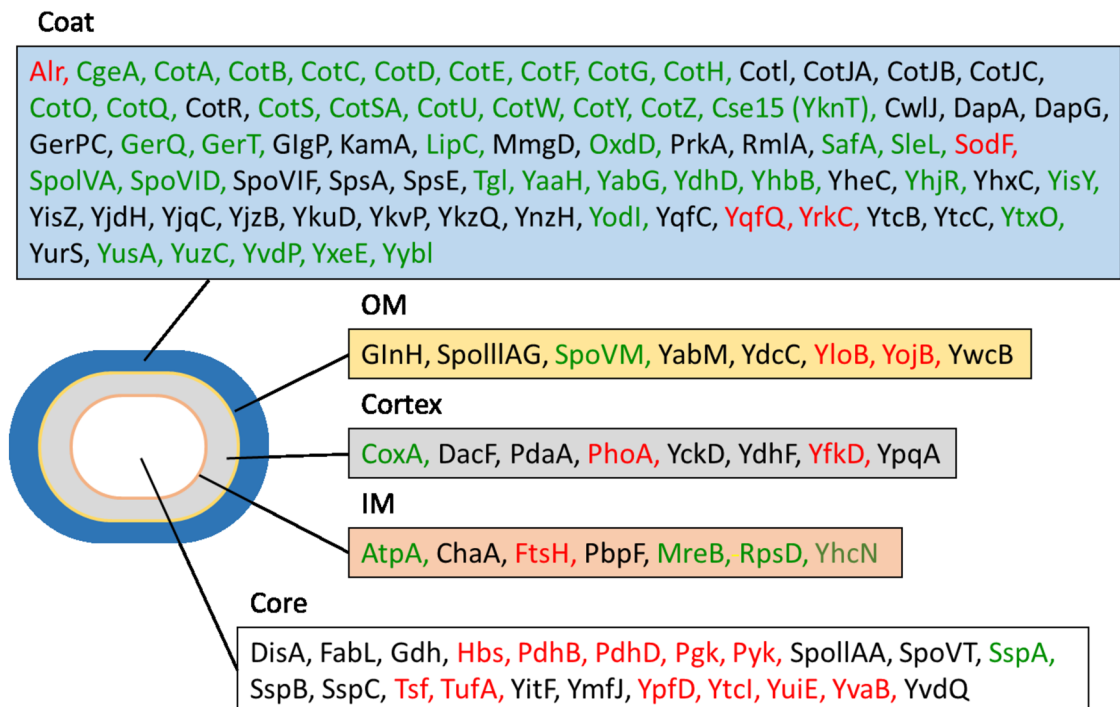 Coat
Alr, CgeA, CotA, CotB, CotC, CotD, CotE, CotF, CotG, CotH, CotI, CotJA, CotJB, CotJC,
CotO, CotQ, CotR, CotS, CotSA, CotU, CotW, CotY, CotZ, Cse15 (YknT), CwlJ, DapA, DapG,
GerPC, GerQ, GerT, GlgP, KamA, LipC, MmgD, OxdD, PrkA, RmlA, SafA, SleL, SodF,
SpoIVA, SpoVID, SpoVIF, SpsA, SpsE, Tgl, YaaH, YabG, YdhD, YhbB, YheC, YhjR, YhxC, YisY,
YisZ, YjdH, YjqC, YjzB, YkuD, YkvP, YkzQ, YnzH, YodI, YqfC, YqfQ, YrkC, YtcB, YtcC, YtxO,
YurS, YusA, YuzC, YvdP, YxeE, YybI
OM
GlnH, SpoIIIAG, SpoVM, YabM, YdcC, YloB, YojB, YwcB
Cortex
CoxA, DacF, PdaA, PhoA, YckD, YdhF, YfkD, YpqA
IM
AtpA, ChaA, FtsH, PbpF, MreB, RpsD, YhcN
Core
DisA, FabL, Gdh, Hbs, PdhB, PdhD, Pgk, Pyk, SpoIIAA, SpoVT, SspA,
SspB, SspC, Tsf, TufA, YitF, YmfJ, YpfD, YtcI, YuiE, YvaB, YvdQ